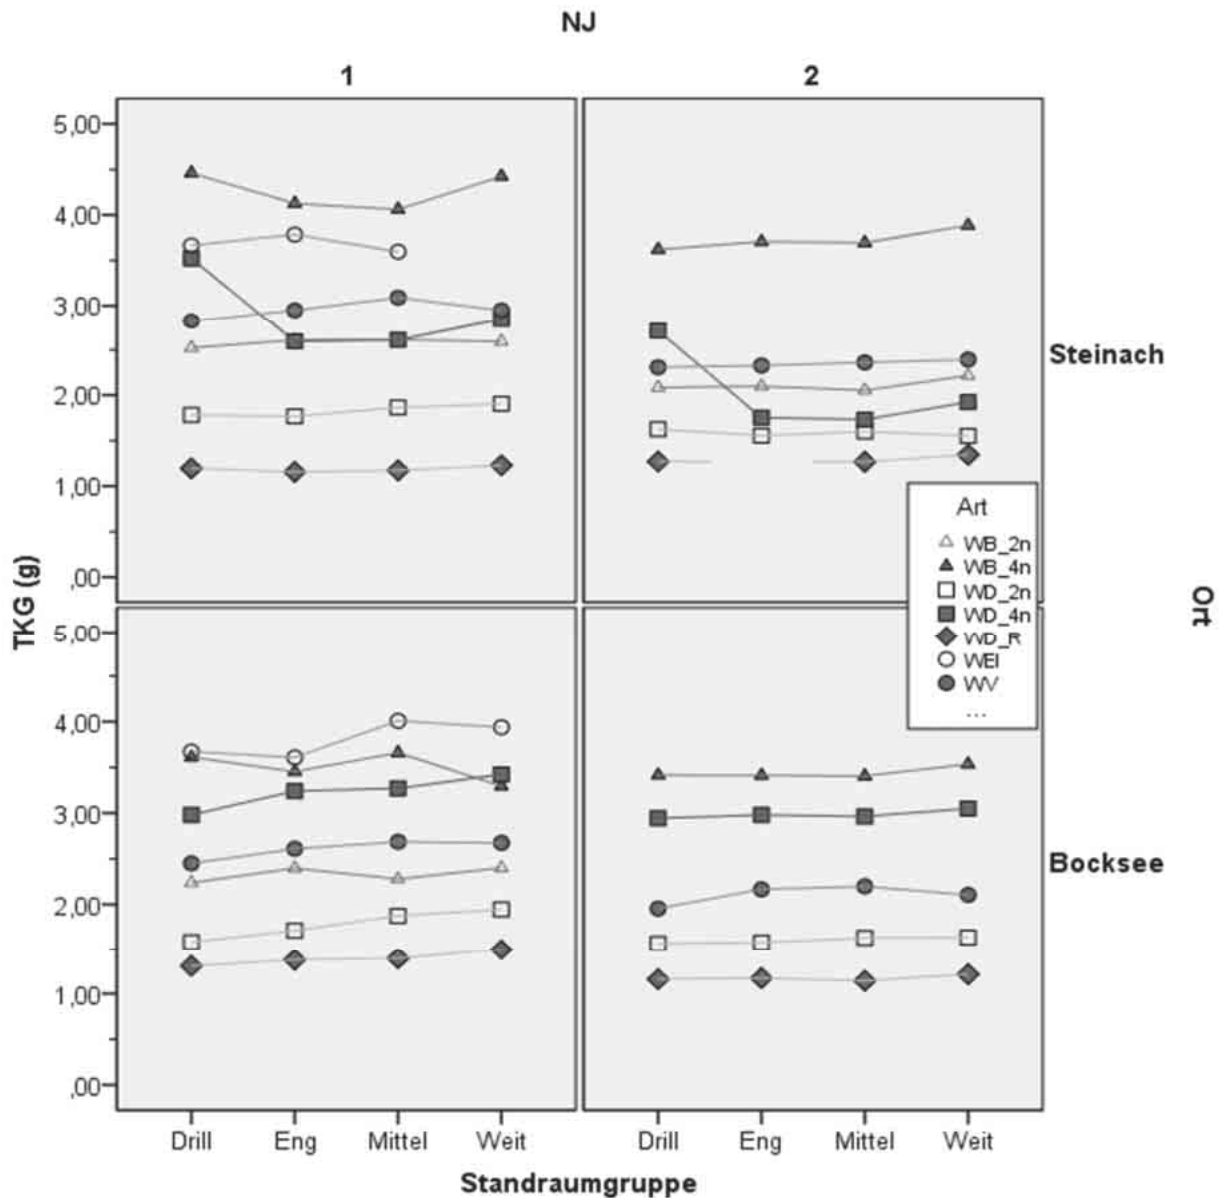 NJ
1 2
5,00
4,00
3,00
2,00
1,00
,00
Steinach
TKG (g)
Ort
Art
WB_2n
WB_4n
WD_2n
WD_4n
WD_R
WEI
WV
...
5,00
4,00
3,00
2,00
1,00
,00
Bocksee
Drill Eng Mittel Weit Drill Eng Mittel Weit
Standraumgruppe